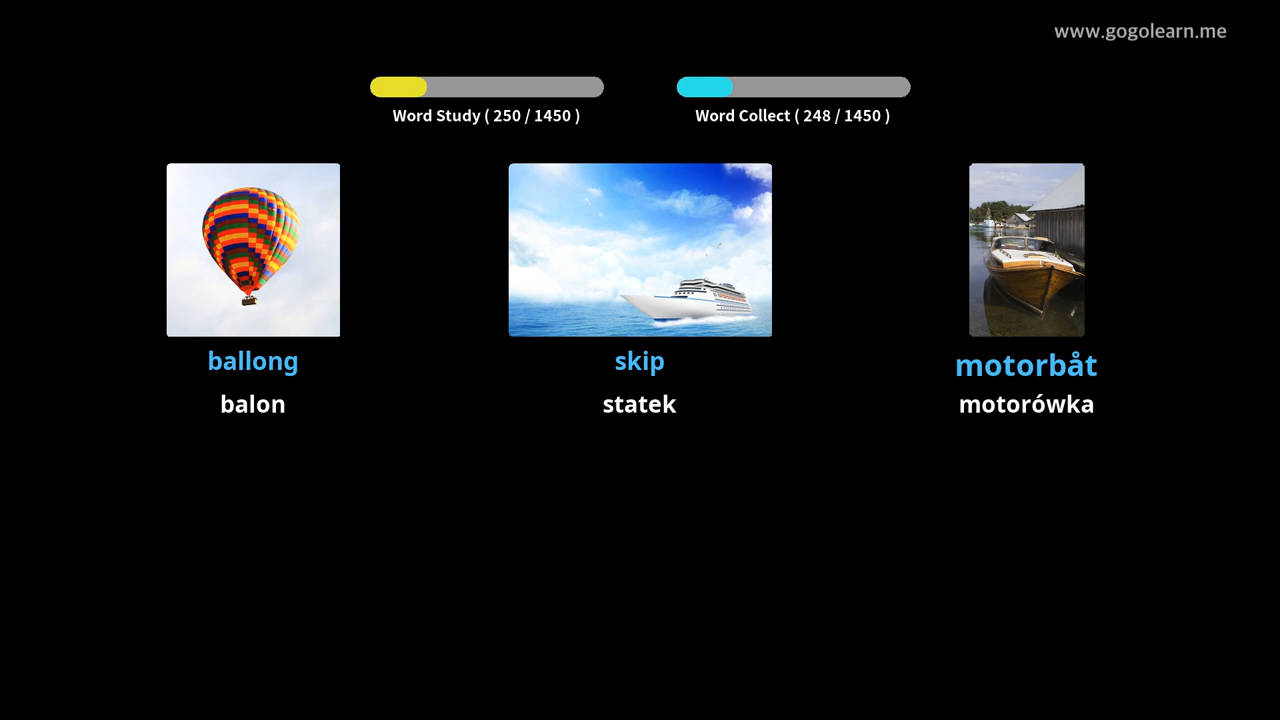 www.gogolearn.me
Word Study ( 250 / 1450 )
Word Collect ( 248 / 1450 )
ballong
skip
motorbåt
balon
statek
motorówka